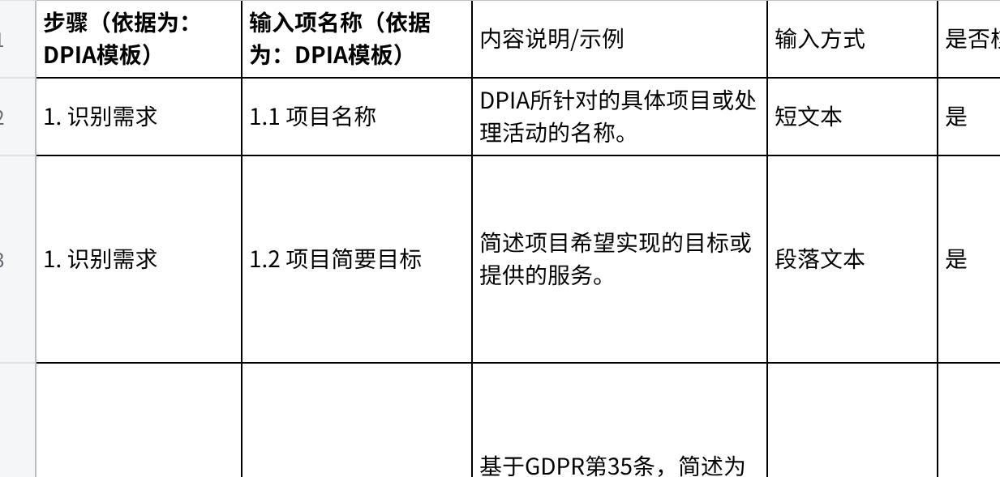 1
步骤（依据为：
DPIA模板）
输入项名称（依据
为：DPIA模板）
内容说明/示例
输入方式
是否
2
1. 识别需求
1.1 项目名称
DPIA所针对的具体项目或处
理活动的名称。
短文本
是
3
1. 识别需求
1.2 项目简要目标
简述项目希望实现的目标或
提供的服务。
段落文本
是
基于GDPR第35条，简述为